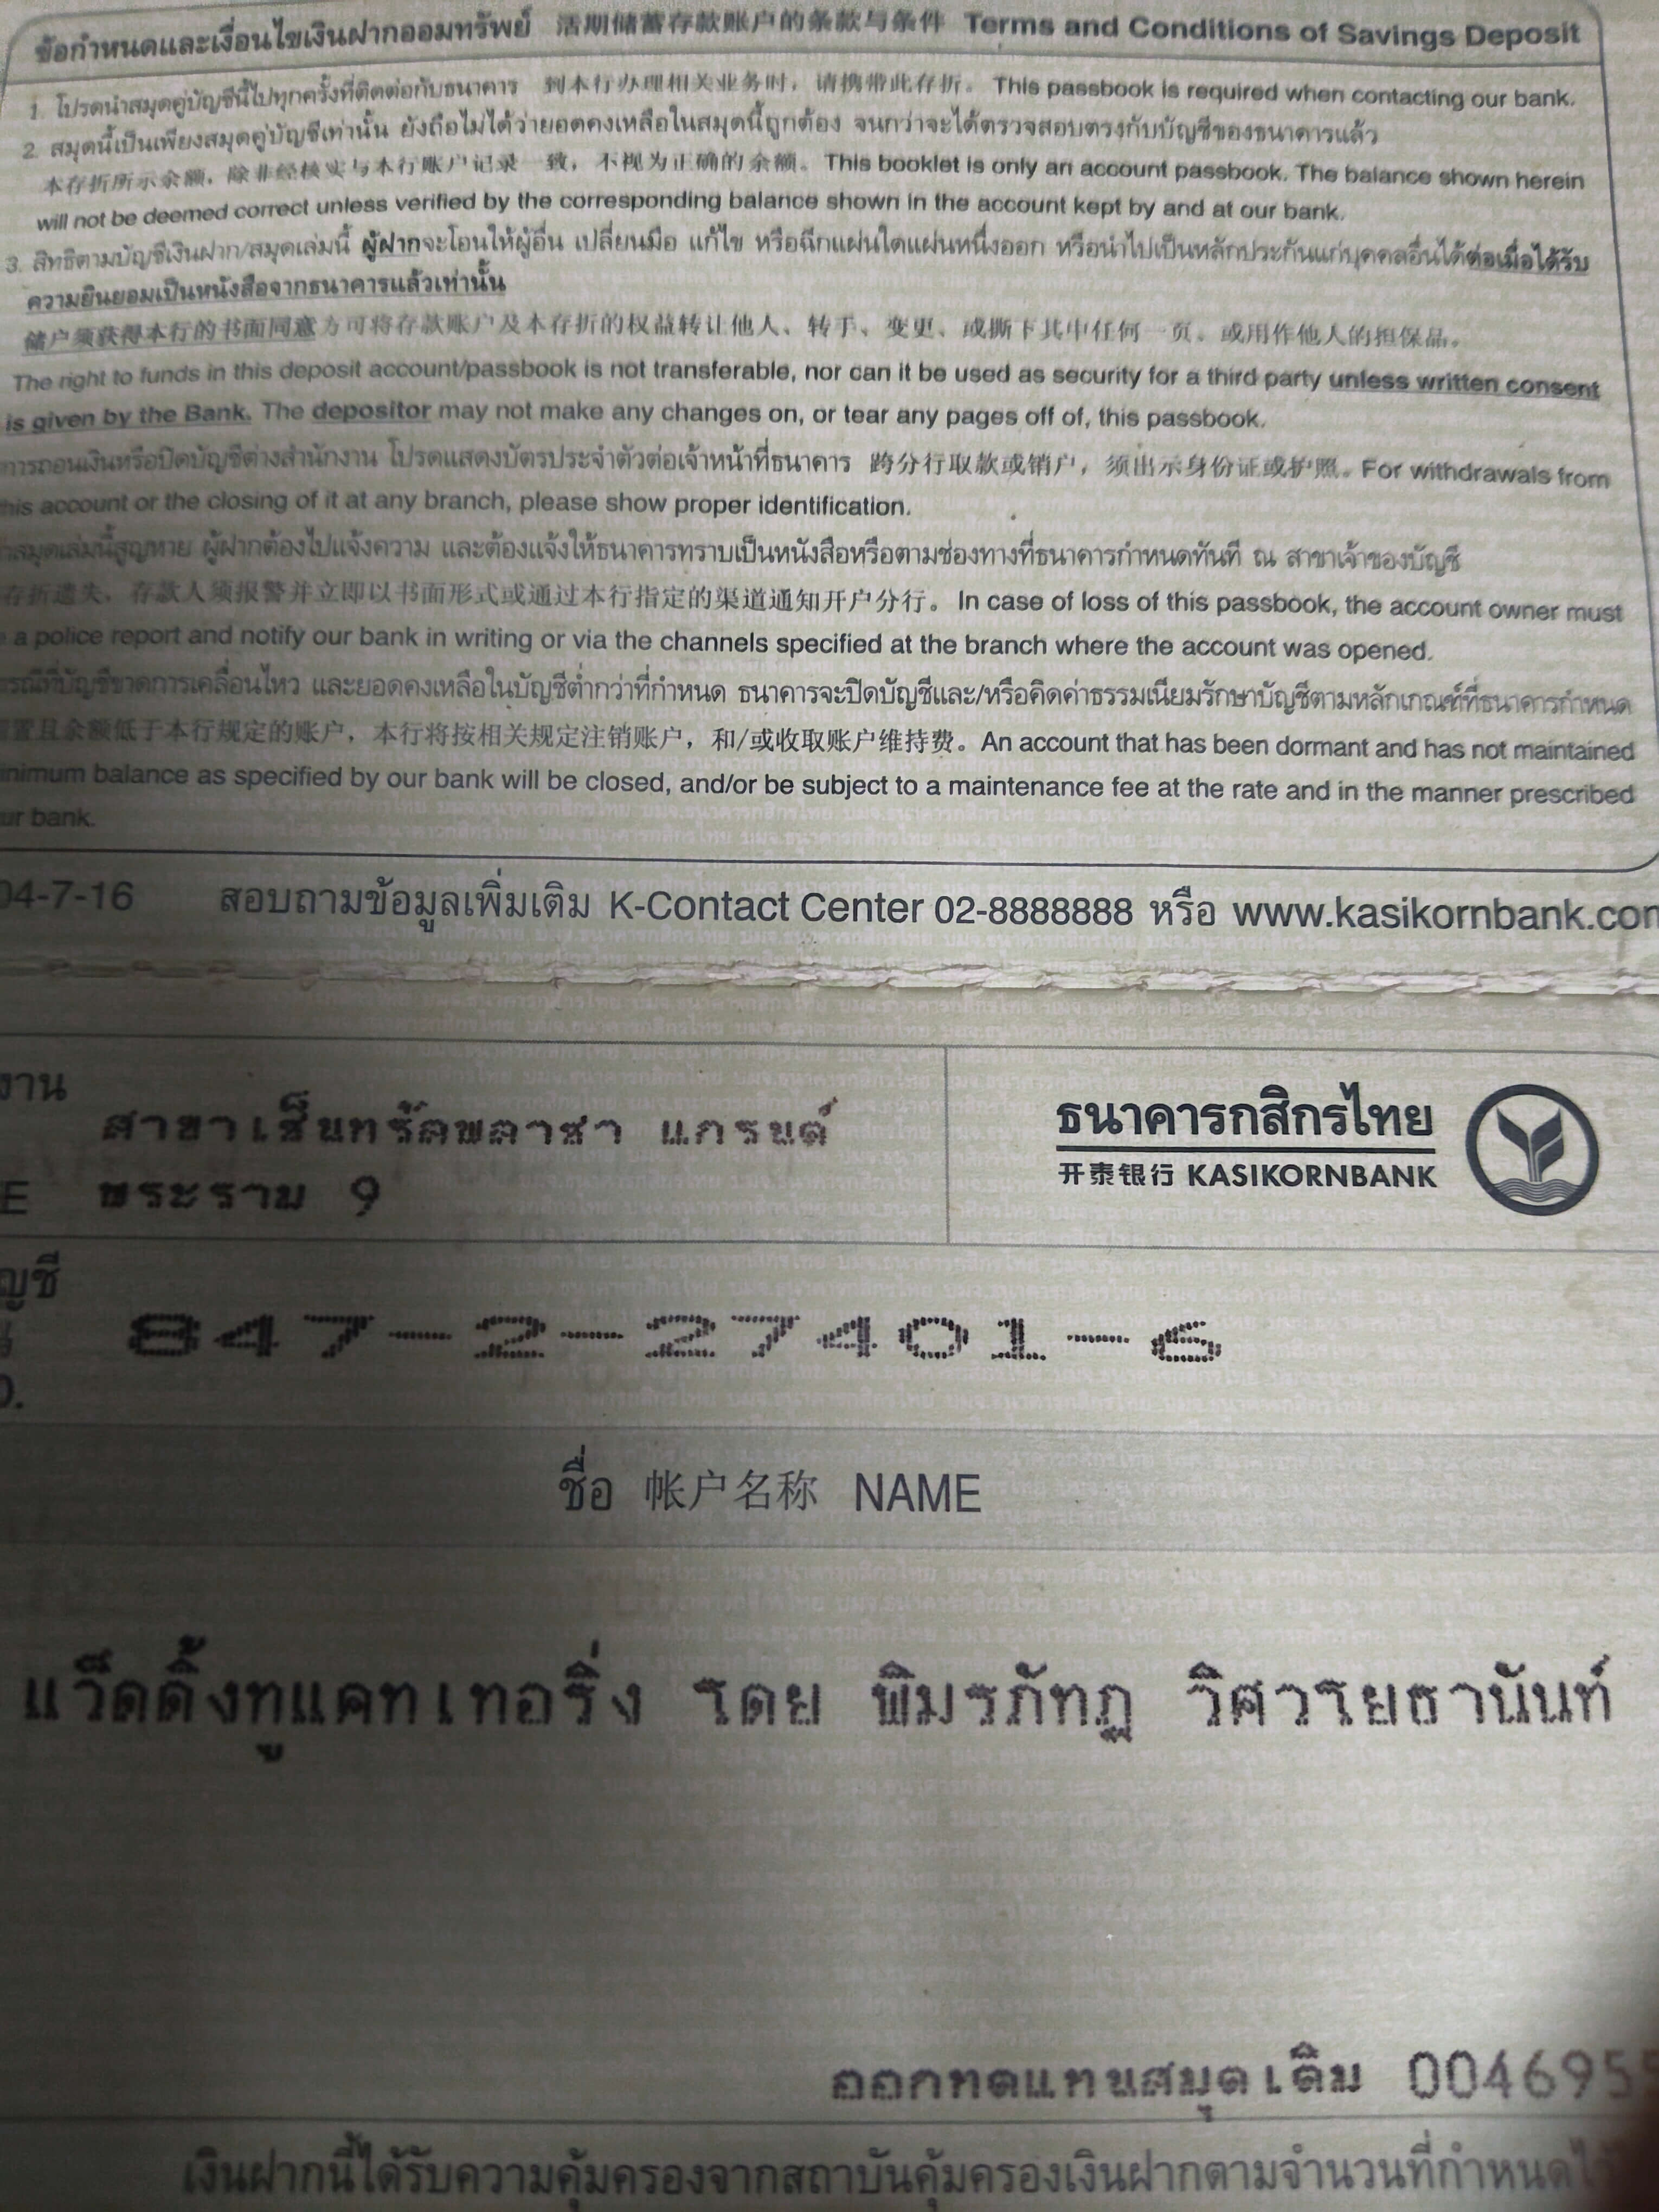 ข้อกำหนดและเงื่อนไขเงินฝากออมทรัพย์ 活期储蓄存款账户的条款与条件 Terms and Conditions of Savings Deposit
1. โปรดนำสมุดคู่บัญชีนี้ไปทุกครั้งที่ติดต่อกับธนาคาร 到本行办理相关业务时，请携带此存折。 This passbook is required when contacting our bank.
2. สมุดนี้เป็นเพียงสมุดคู่บัญชีเท่านั้น ยังถือไม่ได้ว่ายอดคงเหลือในสมุดนี้ถูกต้อง จนกว่าจะได้ตรวจสอบตรงกับบัญชีของธนาคารแล้ว
本存折所示余额，除非经核实与本行账户记录一致，不视为正确的余额。This booklet is only an account passbook. The balance shown herein
will not be deemed correct unless verified by the corresponding balance shown in the account kept by and at our bank.
3. สิทธิตามบัญชีเงินฝาก/สมุดเล่มนี้ ผู้ฝากจะโอนให้ผู้อื่น เปลี่ยนมือ แก้ไข หรือฉีกแผ่นใดแผ่นหนึ่งออก หรือนำไปเป็นหลักประกันแก่บุคคลอื่นได้ต่อเมื่อได้รับ
ความยินยอมเป็นหนังสือจากธนาคารแล้วเท่านั้น
储户须获得本行的书面同意方可将存款账户及本存折的权益转让他人、转手、变更、或撕下其中任何一页。或用作他人的担保品。
The right to funds in this deposit account/passbook is not transferable, nor can it be used as security for a third party unless written consent
is given by the Bank. The depositor may not make any changes on, or tear any pages off of, this passbook.
การถอนเงินหรือปิดบัญชีต่างสำนักงาน โปรดแสดงบัตรประจำตัวต่อเจ้าหน้าที่ธนาคาร 跨分行取款或销户，须出示身份证或护照。For withdrawals from
this account or the closing of it at any branch, please show proper identification.
สมุดเล่มนี้สูญหาย ผู้ฝากต้องไปแจ้งความ และต้องแจ้งให้ธนาคารทราบเป็นหนังสือหรือตามช่องทางที่ธนาคารกำหนดทันที ณ สาขาเจ้าของบัญชี
存折遗失，存款人须报警并立即以书面形式或通过本行指定的渠道通知开户分行。In case of loss of this passbook, the account owner must
a police report and notify our bank in writing or via the channels specified at the branch where the account was opened.
กรณีที่บัญชีขาดการเคลื่อนไหว และยอดคงเหลือในบัญชีต่ำกว่าที่กำหนด ธนาคารจะปิดบัญชีและ/หรือคิดค่าธรรมเนียมรักษาบัญชีตามหลักเกณฑ์ที่ธนาคารกำหนด
置且余额低于本行规定的账户，本行将按相关规定注销账户，和/或收取账户维持费。An account that has been dormant and has not maintained
nimum balance as specified by our bank will be closed, and/or be subject to a maintenance fee at the rate and in the manner prescribed
ur bank.
04-7-16 สอบถามข้อมูลเพิ่มเติม K-Contact Center 02-8888888 หรือ www.kasikornbank.com
งาน สาขาเซ็นทรัลพลาซา แกรนด์
E พระราม 9
ธนาคารกสิกรไทย
开泰银行 KASIKORNBANK
ญชี
847-2-27401-6
ชื่อ 帐户名称 NAME
แว็ดดิ้งทูแคทเทอริ่ง โดย พิมรภัทฏ วิศวรยธานันท์
ออกทดแทนสมุดเดิม 0046955
เงินฝากนี้ได้รับความคุ้มครองจากสถาบันคุ้มครองเงินฝากตามจำนวนที่กำหนดไว้